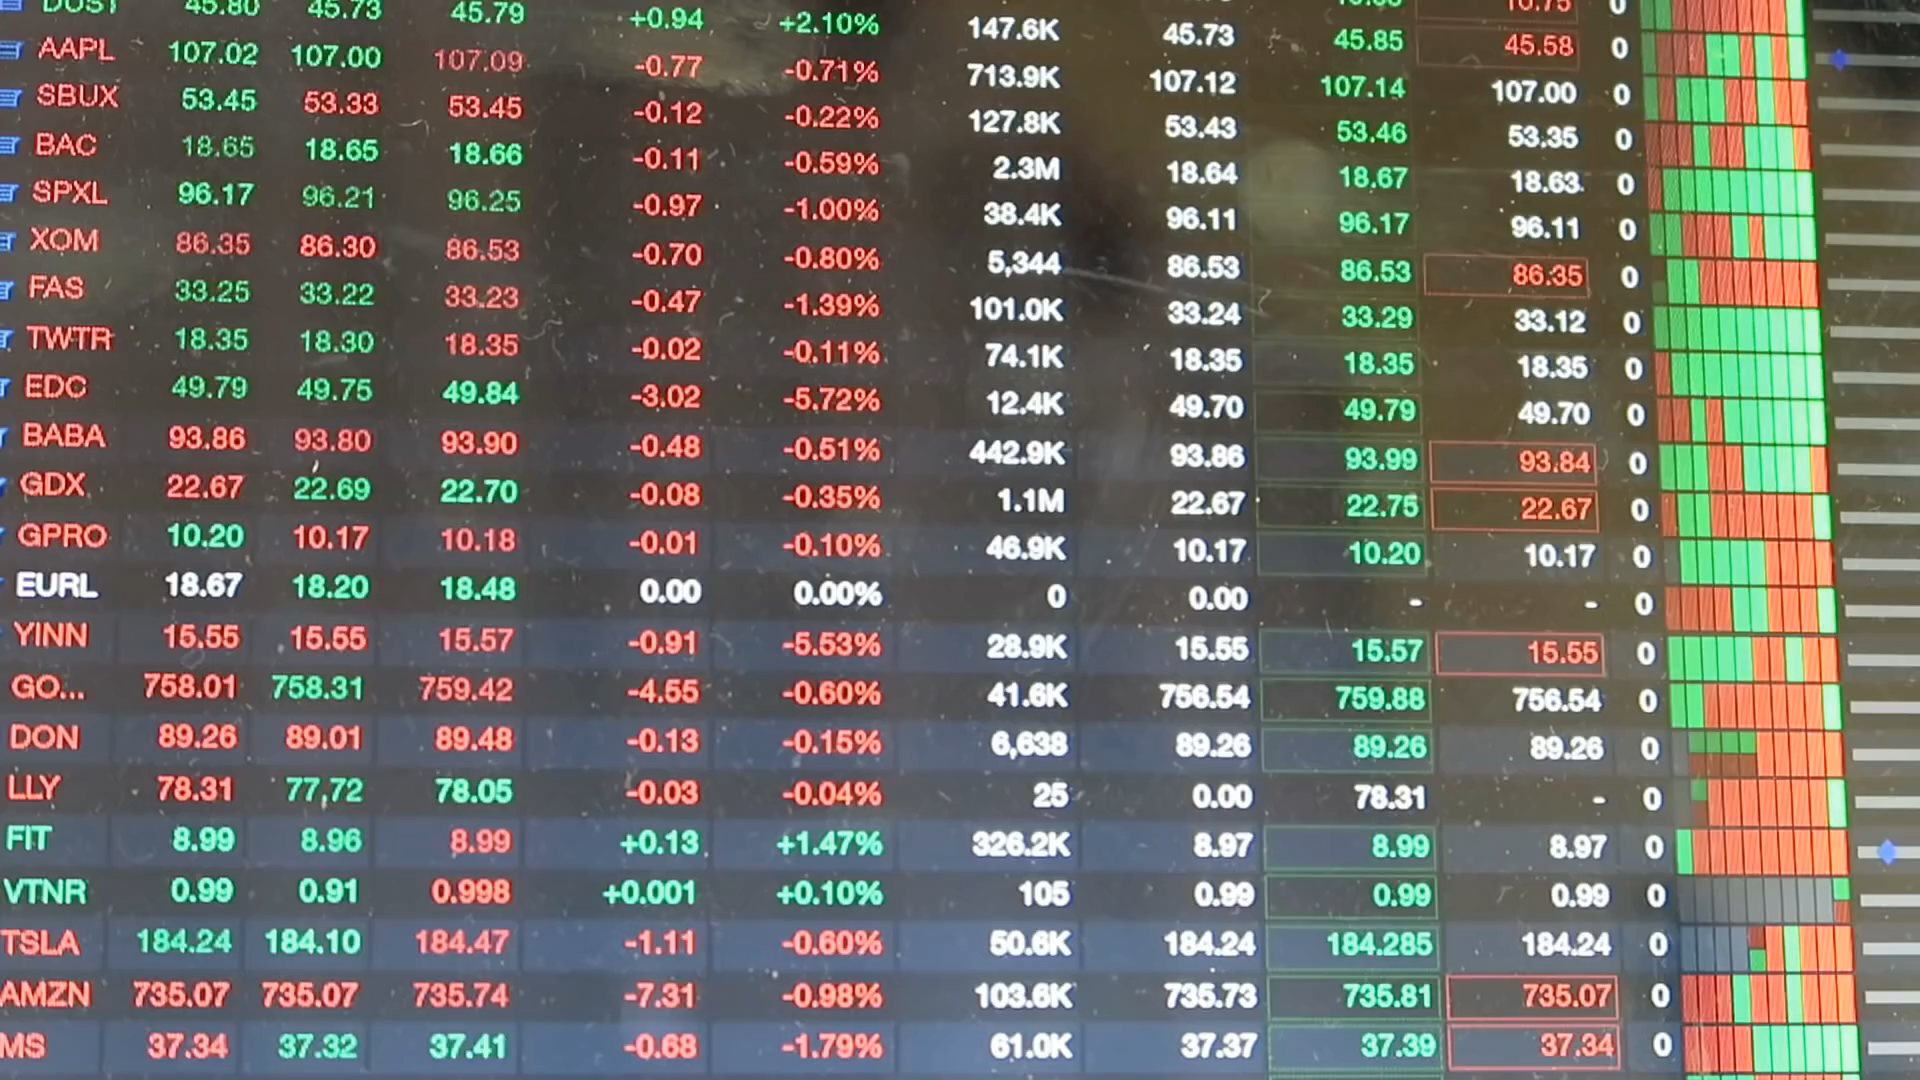 DUST 45.80 45.73 45.79 +0.94 +2.10% 147.6K 45.73 45.85 45.58 0
AAPL 107.02 107.00 107.09 -0.77 -0.71% 713.9K 107.12 107.14 107.00 0
SBUX 53.45 53.33 53.45 -0.12 -0.22% 127.8K 53.43 53.46 53.35 0
BAC 18.65 18.65 18.66 -0.11 -0.59% 2.3M 18.64 18.67 18.63 0
SPXL 96.17 96.21 96.25 -0.97 -1.00% 38.4K 96.11 96.17 96.11 0
XOM 86.35 86.30 86.53 -0.70 -0.80% 5,344 86.53 86.53 86.35 0
FAS 33.25 33.22 33.23 -0.47 -1.39% 101.0K 33.24 33.29 33.12 0
TWTR 18.35 18.30 18.35 -0.02 -0.11% 74.1K 18.35 18.35 18.35 0
EDC 49.79 49.75 49.84 -3.02 -5.72% 12.4K 49.70 49.79 49.70 0
BABA 93.86 93.80 93.90 -0.48 -0.51% 442.9K 93.86 93.99 93.84 0
GDX 22.67 22.69 22.70 -0.08 -0.35% 1.1M 22.67 22.75 22.67 0
GPRO 10.20 10.17 10.18 -0.01 -0.10% 46.9K 10.17 10.20 10.17 0
EURL 18.67 18.20 18.48 0.00 0.00% 0 0.00 - - 0
YINN 15.55 15.55 15.57 -0.91 -5.53% 28.9K 15.55 15.57 15.55 0
GO... 758.01 758.31 759.42 -4.55 -0.60% 41.6K 756.54 759.88 756.54 0
DON 89.26 89.01 89.48 -0.13 -0.15% 6,638 89.26 89.26 89.26 0
LLY 78.31 77.72 78.05 -0.03 -0.04% 25 0.00 78.31 - 0
FIT 8.99 8.96 8.99 +0.13 +1.47% 326.2K 8.97 8.99 8.97 0
VTNR 0.99 0.91 0.998 +0.001 +0.10% 105 0.99 0.99 0.99 0
TSLA 184.24 184.10 184.47 -1.11 -0.60% 50.6K 184.24 184.285 184.24 0
AMZN 735.07 735.07 735.74 -7.31 -0.98% 103.6K 735.73 735.81 735.07 0
MS 37.34 37.32 37.41 -0.68 -1.79% 61.0K 37.37 37.39 37.34 0